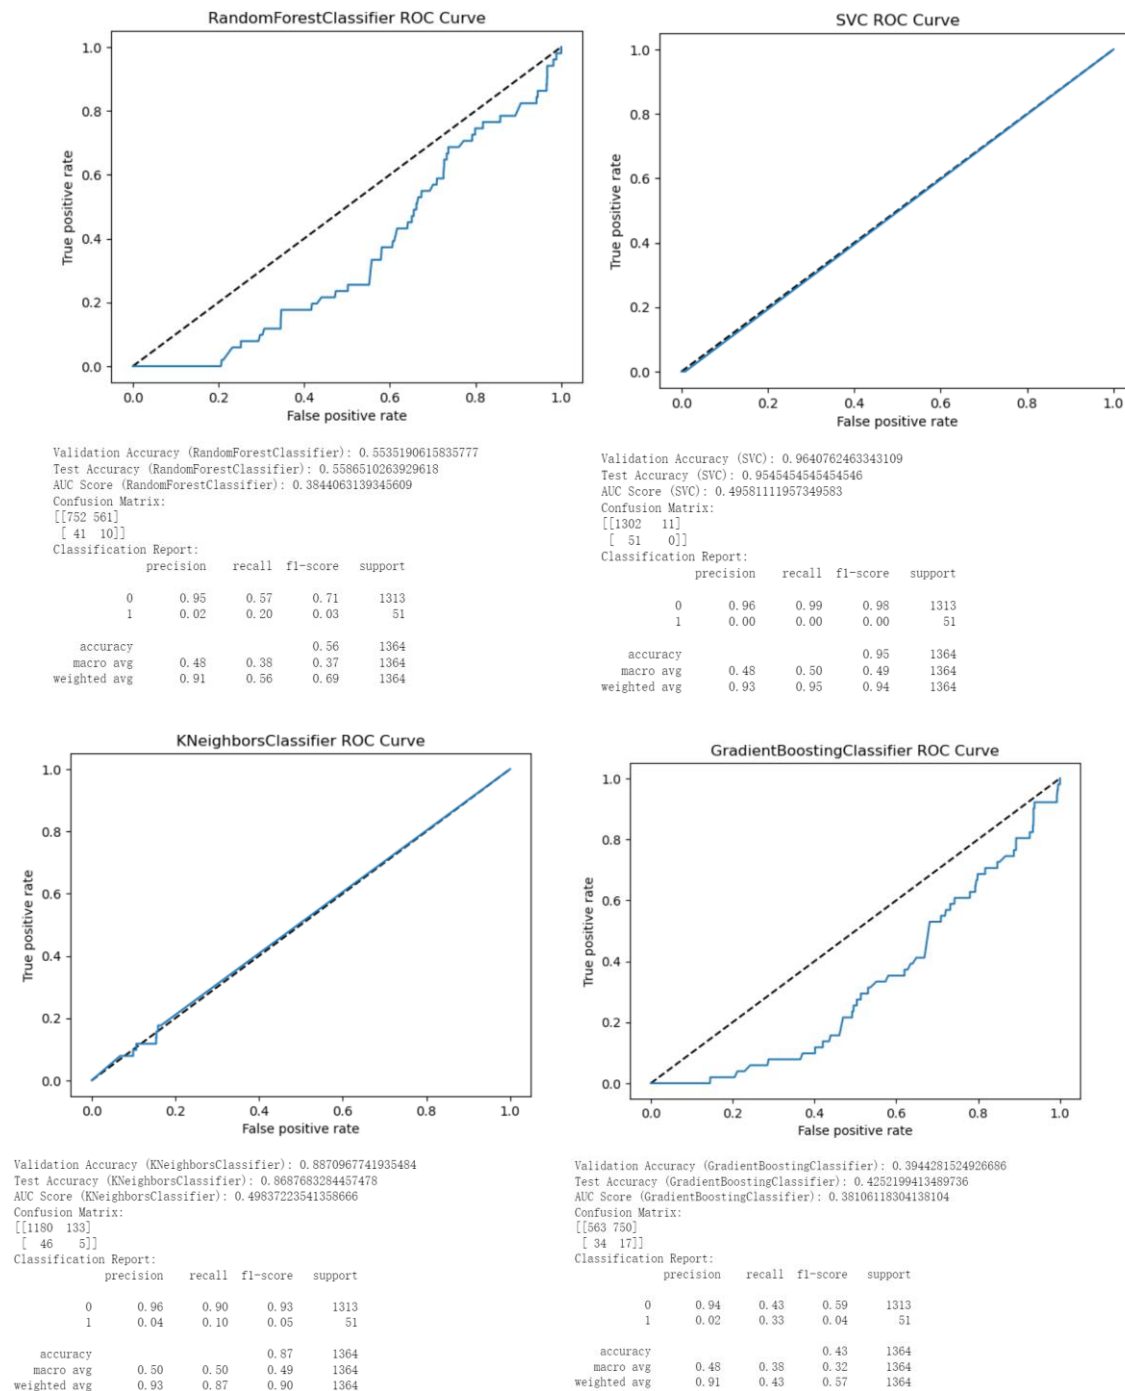 RandomForestClassifier ROC Curve
1.0
0.8
0.6
0.4
0.2
0.0
True positive rate
0.0 0.2 0.4 0.6 0.8 1.0
False positive rate
Validation Accuracy (RandomForestClassifier): 0.5535190615835777
Test Accuracy (RandomForestClassifier): 0.5586510263929618
AUC Score (RandomForestClassifier): 0.3844063139345609
Confusion Matrix:
[[752 561]
[ 41 10]]
Classification Report:
precision recall f1-score support
0 0.95 0.57 0.71 1313
1 0.02 0.20 0.03 51
accuracy 0.56 1364
macro avg 0.48 0.38 0.37 1364
weighted avg 0.91 0.56 0.69 1364
SVC ROC Curve
1.0
0.8
0.6
0.4
0.2
0.0
True positive rate
0.0 0.2 0.4 0.6 0.8 1.0
False positive rate
Validation Accuracy (SVC): 0.9640762463343109
Test Accuracy (SVC): 0.9545454545454546
AUC Score (SVC): 0.49581111957349583
Confusion Matrix:
[[1302 11]
[ 51 0]]
Classification Report:
precision recall f1-score support
0 0.96 0.99 0.98 1313
1 0.00 0.00 0.00 51
accuracy 0.95 1364
macro avg 0.48 0.50 0.49 1364
weighted avg 0.93 0.95 0.94 1364
KNeighborsClassifier ROC Curve
1.0
0.8
0.6
0.4
0.2
0.0
True positive rate
0.0 0.2 0.4 0.6 0.8 1.0
False positive rate
Validation Accuracy (KNeighborsClassifier): 0.8870967741935484
Test Accuracy (KNeighborsClassifier): 0.8687683284457478
AUC Score (KNeighborsClassifier): 0.49837223541358666
Confusion Matrix:
[[1180 133]
[ 46 5]]
Classification Report:
precision recall f1-score support
0 0.96 0.90 0.93 1313
1 0.04 0.10 0.05 51
accuracy 0.87 1364
macro avg 0.50 0.50 0.49 1364
weighted avg 0.93 0.87 0.90 1364
GradientBoostingClassifier ROC Curve
1.0
0.8
0.6
0.4
0.2
0.0
True positive rate
0.0 0.2 0.4 0.6 0.8 1.0
False positive rate
Validation Accuracy (GradientBoostingClassifier): 0.3944281524926686
Test Accuracy (GradientBoostingClassifier): 0.4252199413489736
AUC Score (GradientBoostingClassifier): 0.38106118304138104
Confusion Matrix:
[[563 750]
[ 34 17]]
Classification Report:
precision recall f1-score support
0 0.94 0.43 0.59 1313
1 0.02 0.33 0.04 51
accuracy 0.43 1364
macro avg 0.48 0.38 0.32 1364
weighted avg 0.91 0.43 0.57 1364